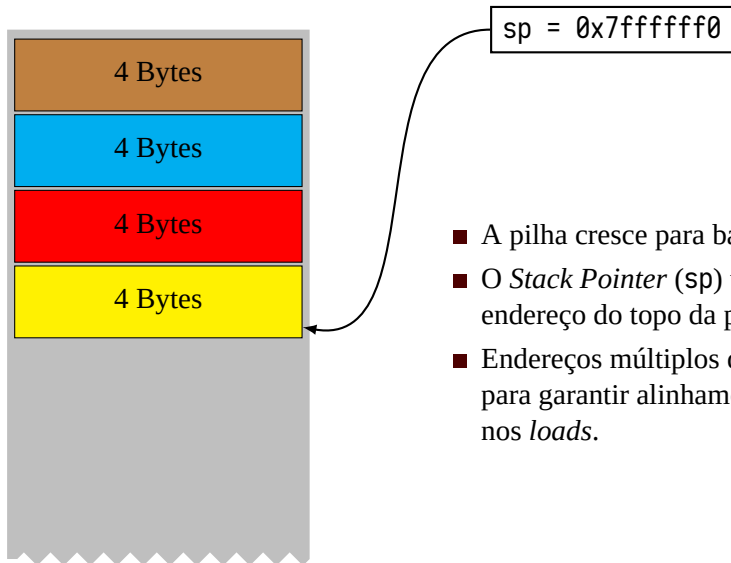 sp = 0x7ffffff0
4 Bytes
4 Bytes
4 Bytes
4 Bytes
A pilha cresce para
O Stack Pointer (sp)
endereço do topo da
Endereços múltiplos
para garantir
nos loads.